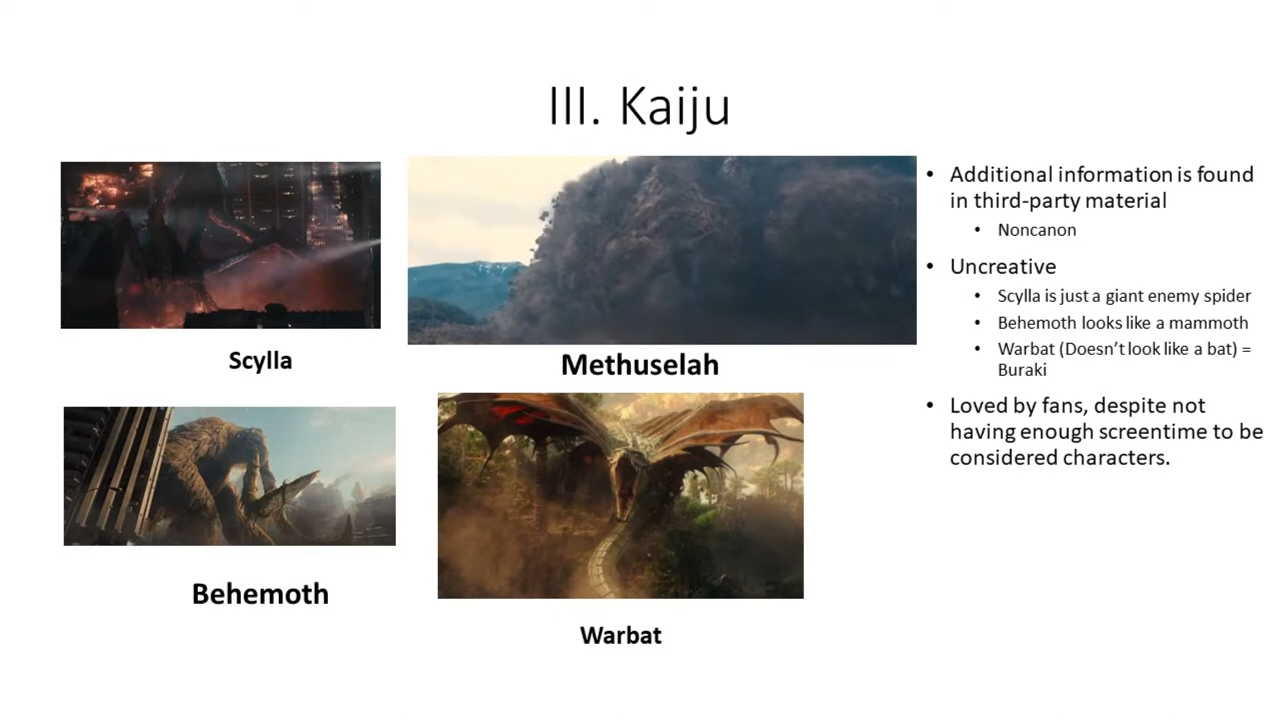 III. Kaiju
Scylla
Methuselah
Behemoth
Warbat
• Additional information is found
in third-party material
• Noncanon
• Uncreative
• Scylla is just a giant enemy spider
• Behemoth looks like a mammoth
• Warbat (Doesn't look like a bat) =
Buraki
• Loved by fans, despite not
having enough screentime to be
considered characters.